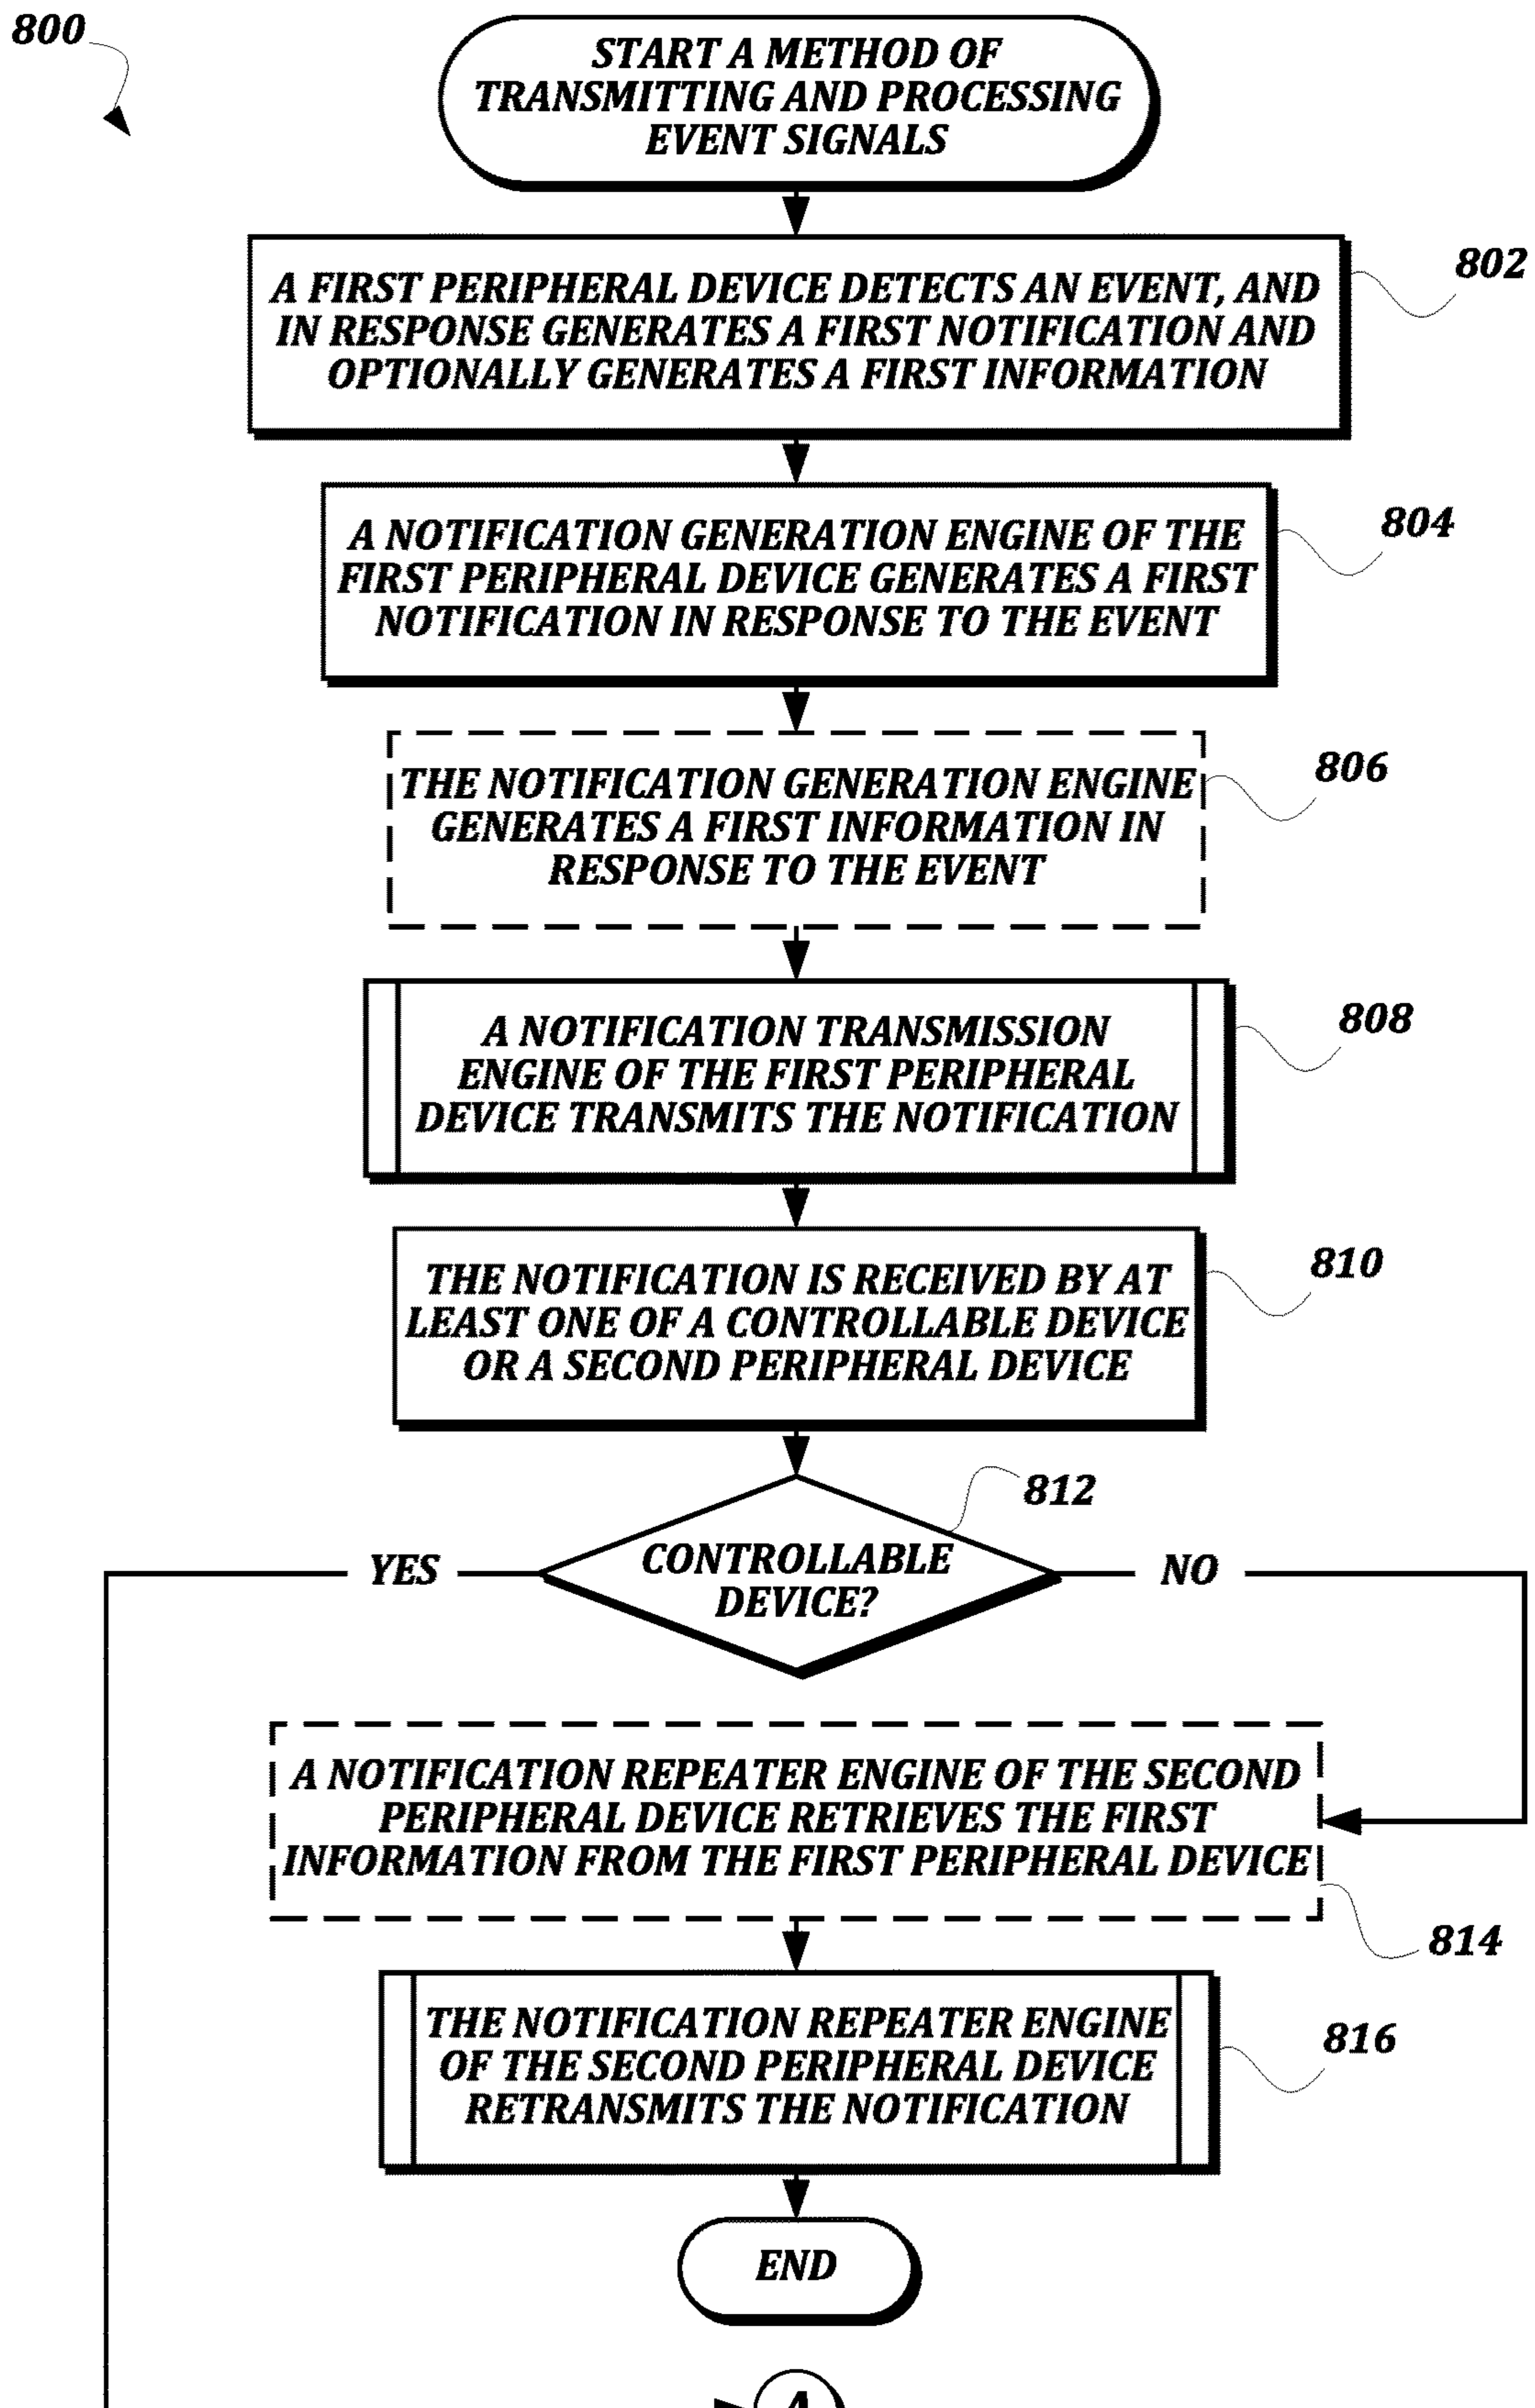 800
START A METHOD OF
TRANSMITTING AND PROCESSING
EVENT SIGNALS
802
A FIRST PERIPHERAL DEVICE DETECTS AN EVENT, AND
IN RESPONSE GENERATES A FIRST NOTIFICATION AND
OPTIONALLY GENERATES A FIRST INFORMATION
804
A NOTIFICATION GENERATION ENGINE OF THE
FIRST PERIPHERAL DEVICE GENERATES A FIRST
NOTIFICATION IN RESPONSE TO THE EVENT
806
THE NOTIFICATION GENERATION ENGINE
GENERATES A FIRST INFORMATION IN
RESPONSE TO THE EVENT
808
A NOTIFICATION TRANSMISSION
ENGINE OF THE FIRST PERIPHERAL
DEVICE TRANSMITS THE NOTIFICATION
810
THE NOTIFICATION IS RECEIVED BY AT
LEAST ONE OF A CONTROLLABLE DEVICE
OR A SECOND PERIPHERAL DEVICE
812
CONTROLLABLE
DEVICE?
YES
NO
A NOTIFICATION REPEATER ENGINE OF THE SECOND
PERIPHERAL DEVICE RETRIEVES THE FIRST
INFORMATION FROM THE FIRST PERIPHERAL DEVICE
814
THE NOTIFICATION REPEATER ENGINE
OF THE SECOND PERIPHERAL DEVICE
RETRANSMITS THE NOTIFICATION
816
END
A